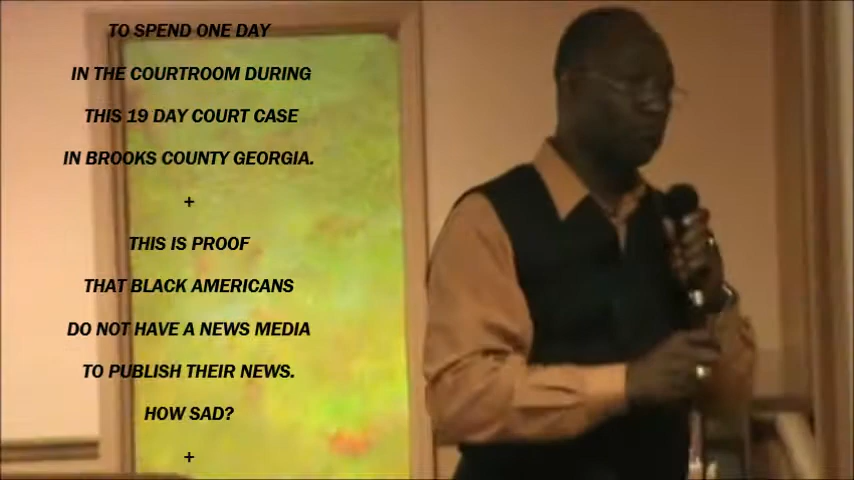 TO SPEND ONE DAY
IN THE COURTROOM DURING
THIS 19 DAY COURT CASE
IN BROOKS COUNTY GEORGIA.
+
THIS IS PROOF
THAT BLACK AMERICANS
DO NOT HAVE A NEWS MEDIA
TO PUBLISH THEIR NEWS.
HOW SAD?
+